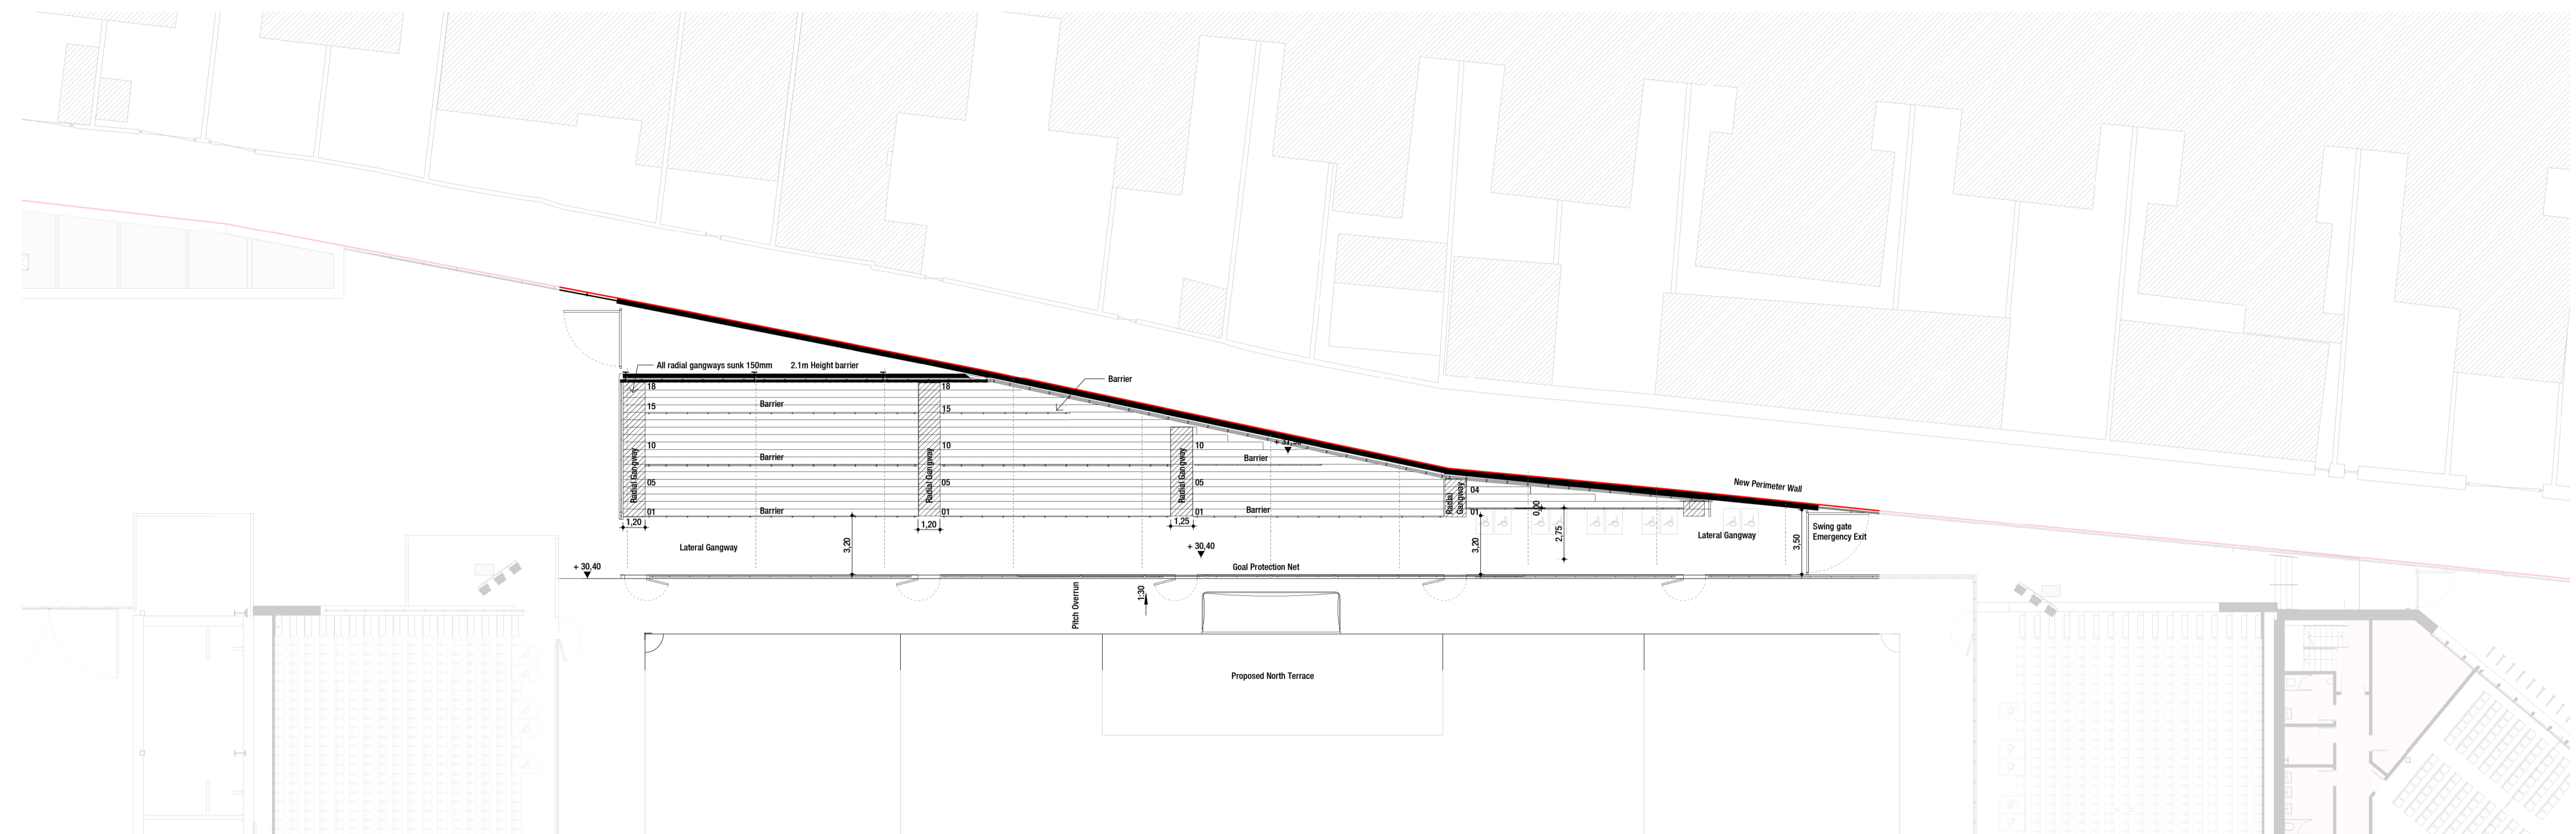 All radial gangways sunk 150mm
2.1m Height barrier
Barrier
18
18
15
Barrier
15
10
10
10
Barrier
Barrier
Radial Gangway
Radial Gangway
Radial Gangway
Radial
Gangway
05
05
05
04
New Perimeter Wall
01
Barrier
01
01
Barrier
01
0,00
1,20
1,20
1,25
3,20
3,20
2,75
3,50
Swing gate
Emergency Exit
Lateral Gangway
Lateral Gangway
+ 30,40
+ 30,40
Goal Protection Net
Pitch Overrun
1:30
Proposed North Terrace